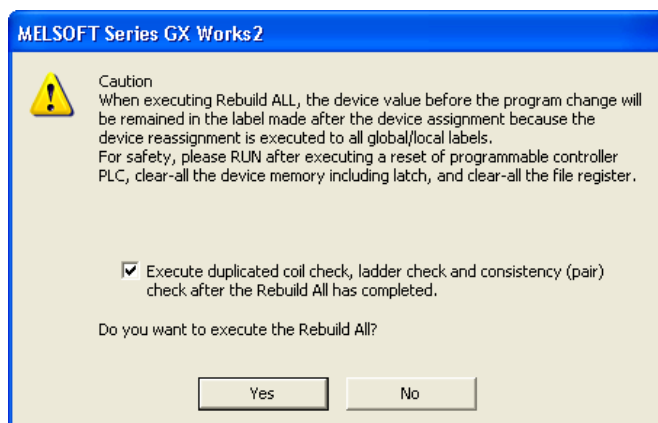 MELSOFT Series GX Works2
Caution
When executing Rebuild ALL, the device value before the program change will
be remained in the label made after the device assignment because the
device reassignment is executed to all global/local labels.
For safety, please RUN after executing a reset of programmable controller
PLC, clear-all the device memory including latch, and clear-all the file register.
Execute duplicated coil check, ladder check and consistency (pair)
check after the Rebuild All has completed.
Do you want to execute the Rebuild All?
Yes
No